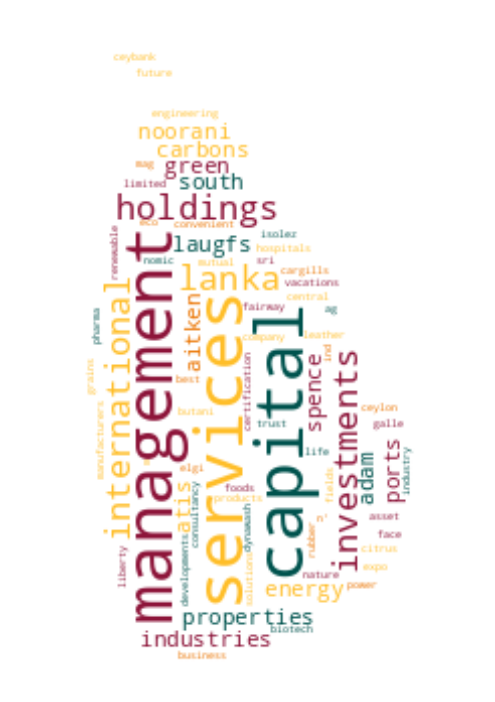 ceybank
future
engineering
noorani
carbons
mag
green
limited
south
holdings
eco
convenient
renewable
management
laugfs
isolez
hospitals
nomic
mutual
sri
lanka
cargills
vacations
international
services
aitken
central
fairway
capital
ag
pharma
company
leather
ind
grains
best
certification
spence
investments
manufacturers
butani
trust
ceylon
galle
life
adam
ports
industry
elgi
atis
consultancy
foods
products
fields
n'
asset
dynawash
rubber
face
citrus
liberty
developments
solutions
nature
expo
energy
power
properties
biotech
industries
business